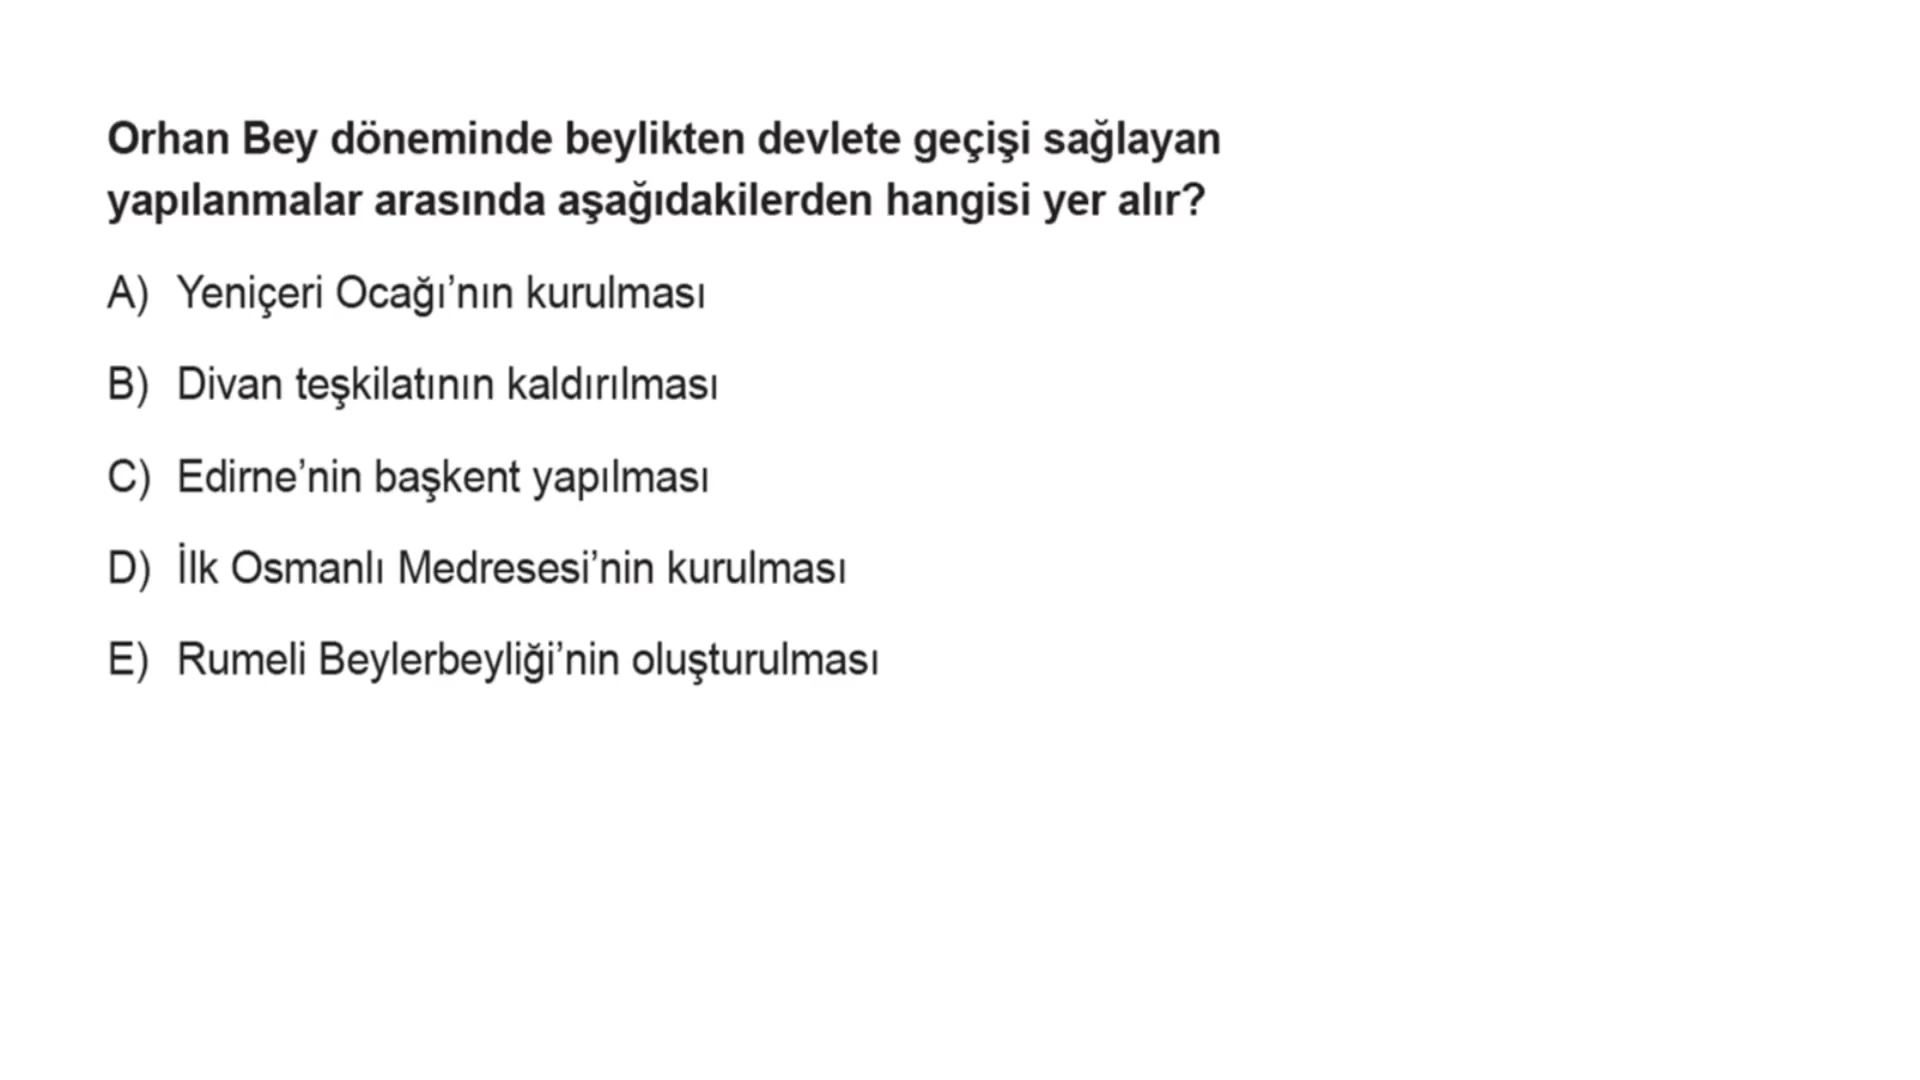 Orhan Bey döneminde beylikten devlete geçişi sağlayan
yapılanmalar arasında aşağıdakilerden hangisi yer alır?
A) Yeniçeri Ocağı’nın kurulması
B) Divan teşkilatının kaldırılması
C) Edirne’nin başkent yapılması
D) İlk Osmanlı Medresesi’nin kurulması
E) Rumeli Beylerbeyliği’nin oluşturulması